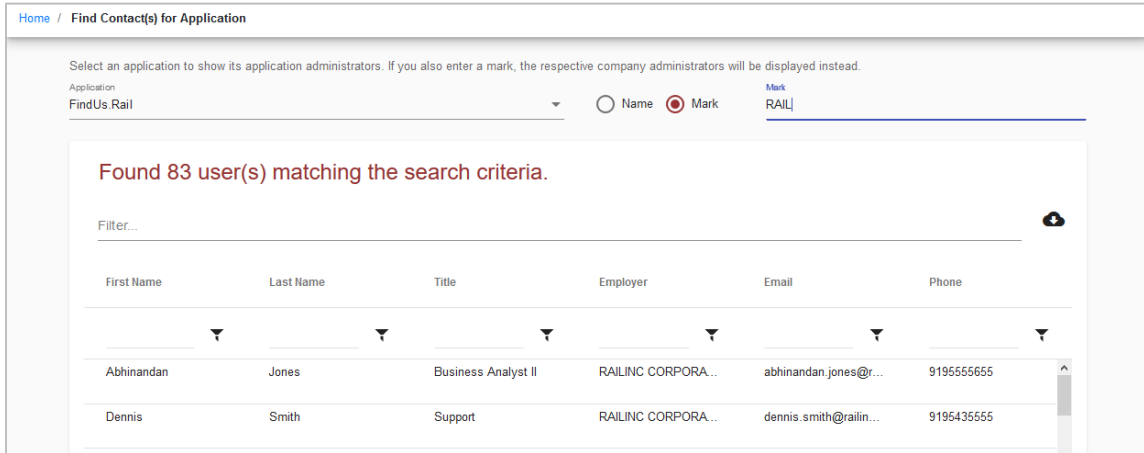 Home / Find Contact(s) for Application
Select an application to show its application administrators. If you also enter a mark, the respective company administrators will be displayed instead.
Application
FindUs.Rail
Name Mark
Mark
RAIL
Found 83 user(s) matching the search criteria.
Filter...
First Name Last Name Title Employer Email Phone
Abhinandan Jones Business Analyst II RAILINC CORPORA... abhinandan.jones@r... 9195555655
Dennis Smith Support RAILINC CORPORA... dennis.smith@railin... 9195435555